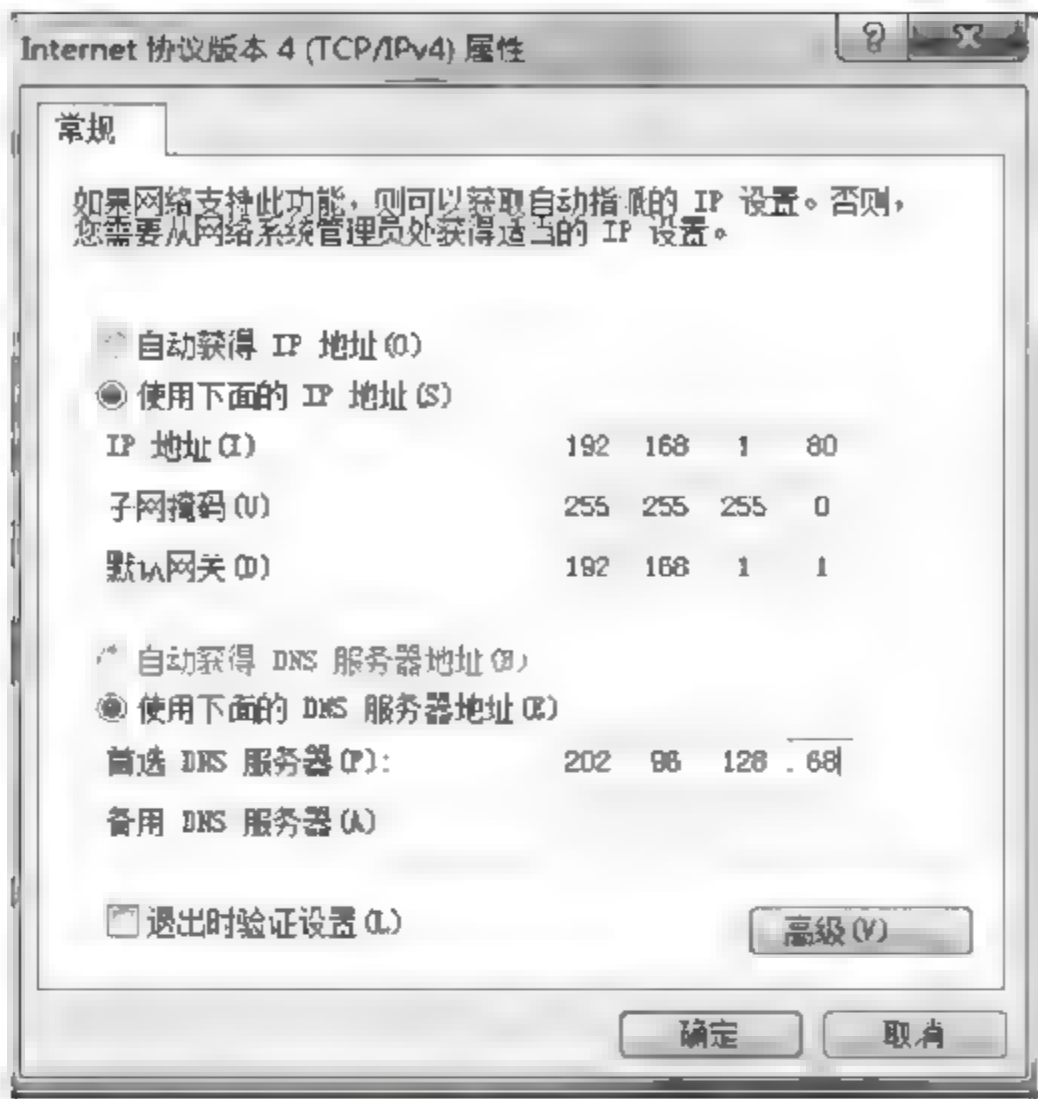 Internet 协议版本 4 (TCP/IPv4) 属性
常规
如果网络支持此功能，则可以获取自动指派的 IP 设置。否则，
您需要从网络系统管理员处获得适当的 IP 设置。
自动获得 IP 地址(O)
使用下面的 IP 地址(S)
IP 地址(I) 192 168 1 80
子网掩码(U) 255 255 255 0
默认网关(D) 192 168 1 1
自动获得 DNS 服务器地址(B)
使用下面的 DNS 服务器地址(E)
首选 DNS 服务器(P): 202 96 128 . 68
备用 DNS 服务器(A)
退出时验证设置(L)
高级(V)
确定 取消